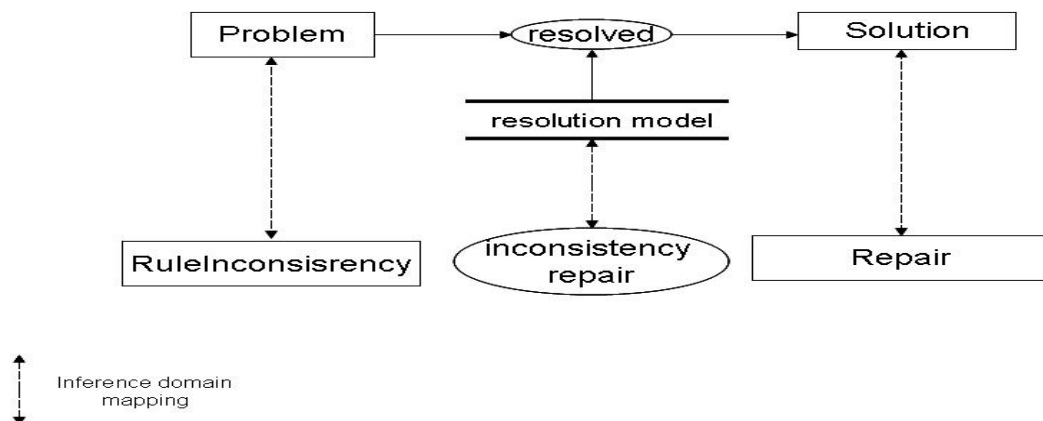 Problem
resolved
Solution
resolution model
RuleInconsisrency
inconsistency
repair
Repair
Inference domain
mapping